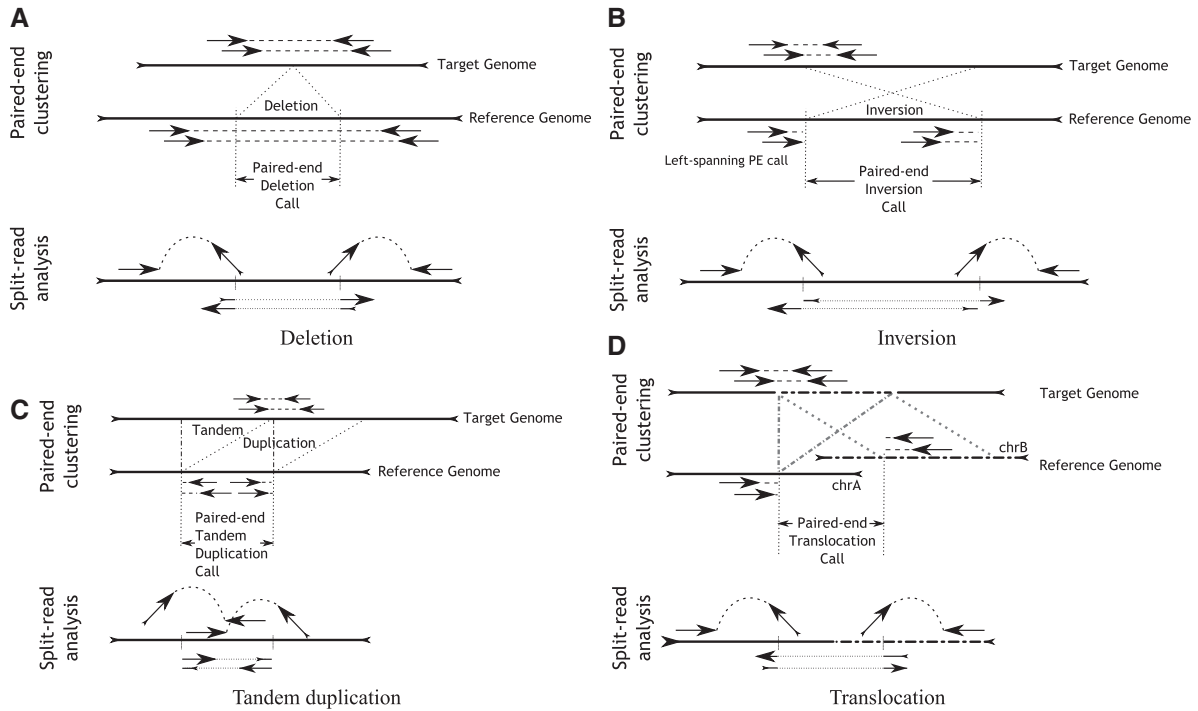 A
Paired-end
clustering
Target Genome
Deletion
Reference Genome
Paired-end
Deletion
Call
Split-read
analysis
Deletion
B
Paired-end
clustering
Target Genome
Inversion
Reference Genome
Left-spanning PE call
Paired-end
Inversion
Call
Split-read
analysis
Inversion
C
Paired-end
clustering
Target Genome
Tandem
Duplication
Reference Genome
Paired-end
Tandem
Duplication
Call
Split-read
analysis
Tandem duplication
D
Paired-end
clustering
Target Genome
chrB
Reference Genome
chrA
Paired-end
Translocation
Call
Split-read
analysis
Translocation